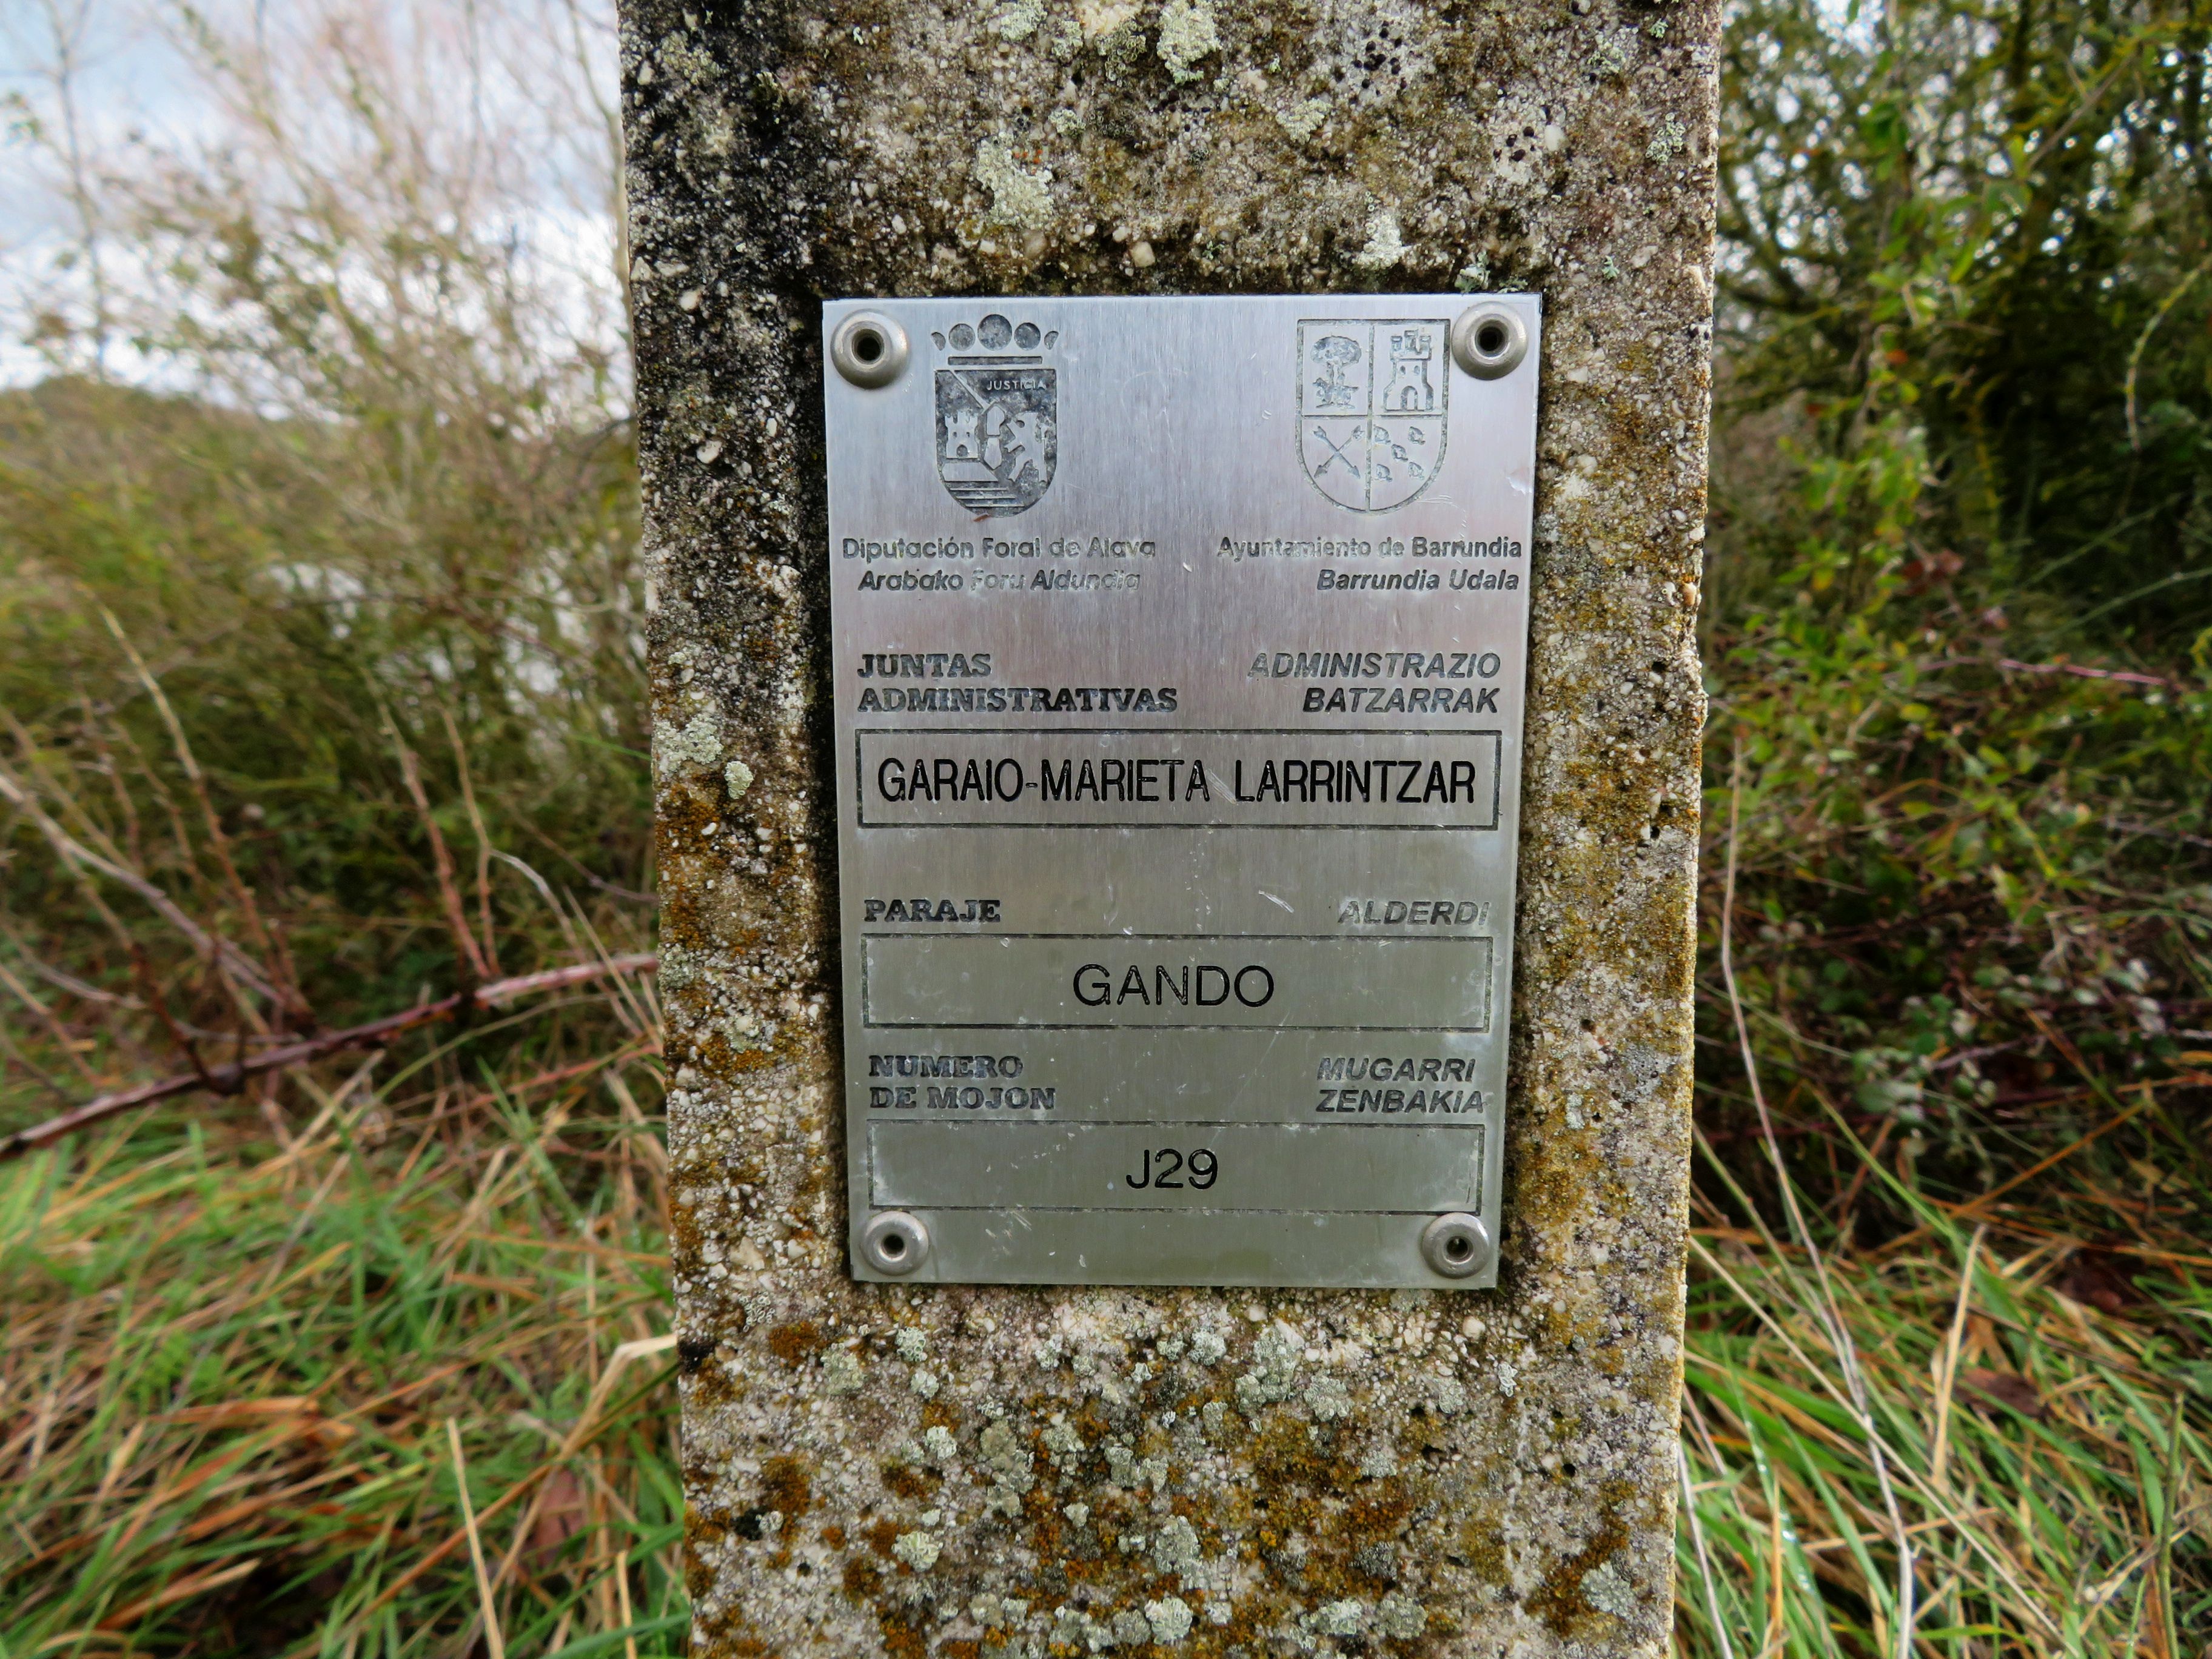 JUSTICIA
Diputación Foral de Alava
Arabako Foru Aldundia
Ayuntamiento de Barrundia
Barrundia Udala
JUNTAS
ADMINISTRATIVAS
ADMINISTRAZIO
BATZARRAK
GARAIO-MARIETA LARRINTZAR
PARAJE
ALDERDI
GANDO
NUMERO
DE MOJON
MUGARRI
ZENBAKIA
J29